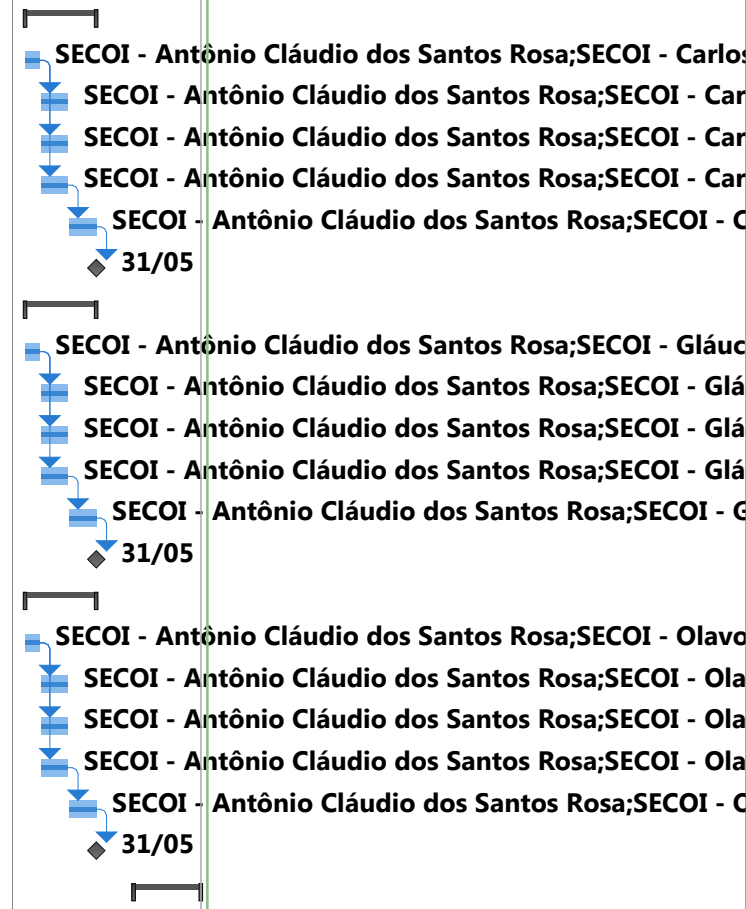 SECOI - Antônio Cláudio dos Santos Rosa;SECOI - Carlos
SECOI - Antônio Cláudio dos Santos Rosa;SECOI - Car
SECOI - Antônio Cláudio dos Santos Rosa;SECOI - Car
SECOI - Antônio Cláudio dos Santos Rosa;SECOI - Car
SECOI - Antônio Cláudio dos Santos Rosa;SECOI - C
31/05
SECOI - Antônio Cláudio dos Santos Rosa;SECOI - Gláuc
SECOI - Antônio Cláudio dos Santos Rosa;SECOI - Glá
SECOI - Antônio Cláudio dos Santos Rosa;SECOI - Glá
SECOI - Antônio Cláudio dos Santos Rosa;SECOI - Glá
SECOI - Antônio Cláudio dos Santos Rosa;SECOI - G
31/05
SECOI - Antônio Cláudio dos Santos Rosa;SECOI - Olavo
SECOI - Antônio Cláudio dos Santos Rosa;SECOI - Ola
SECOI - Antônio Cláudio dos Santos Rosa;SECOI - Ola
SECOI - Antônio Cláudio dos Santos Rosa;SECOI - Ola
SECOI - Antônio Cláudio dos Santos Rosa;SECOI - O
31/05